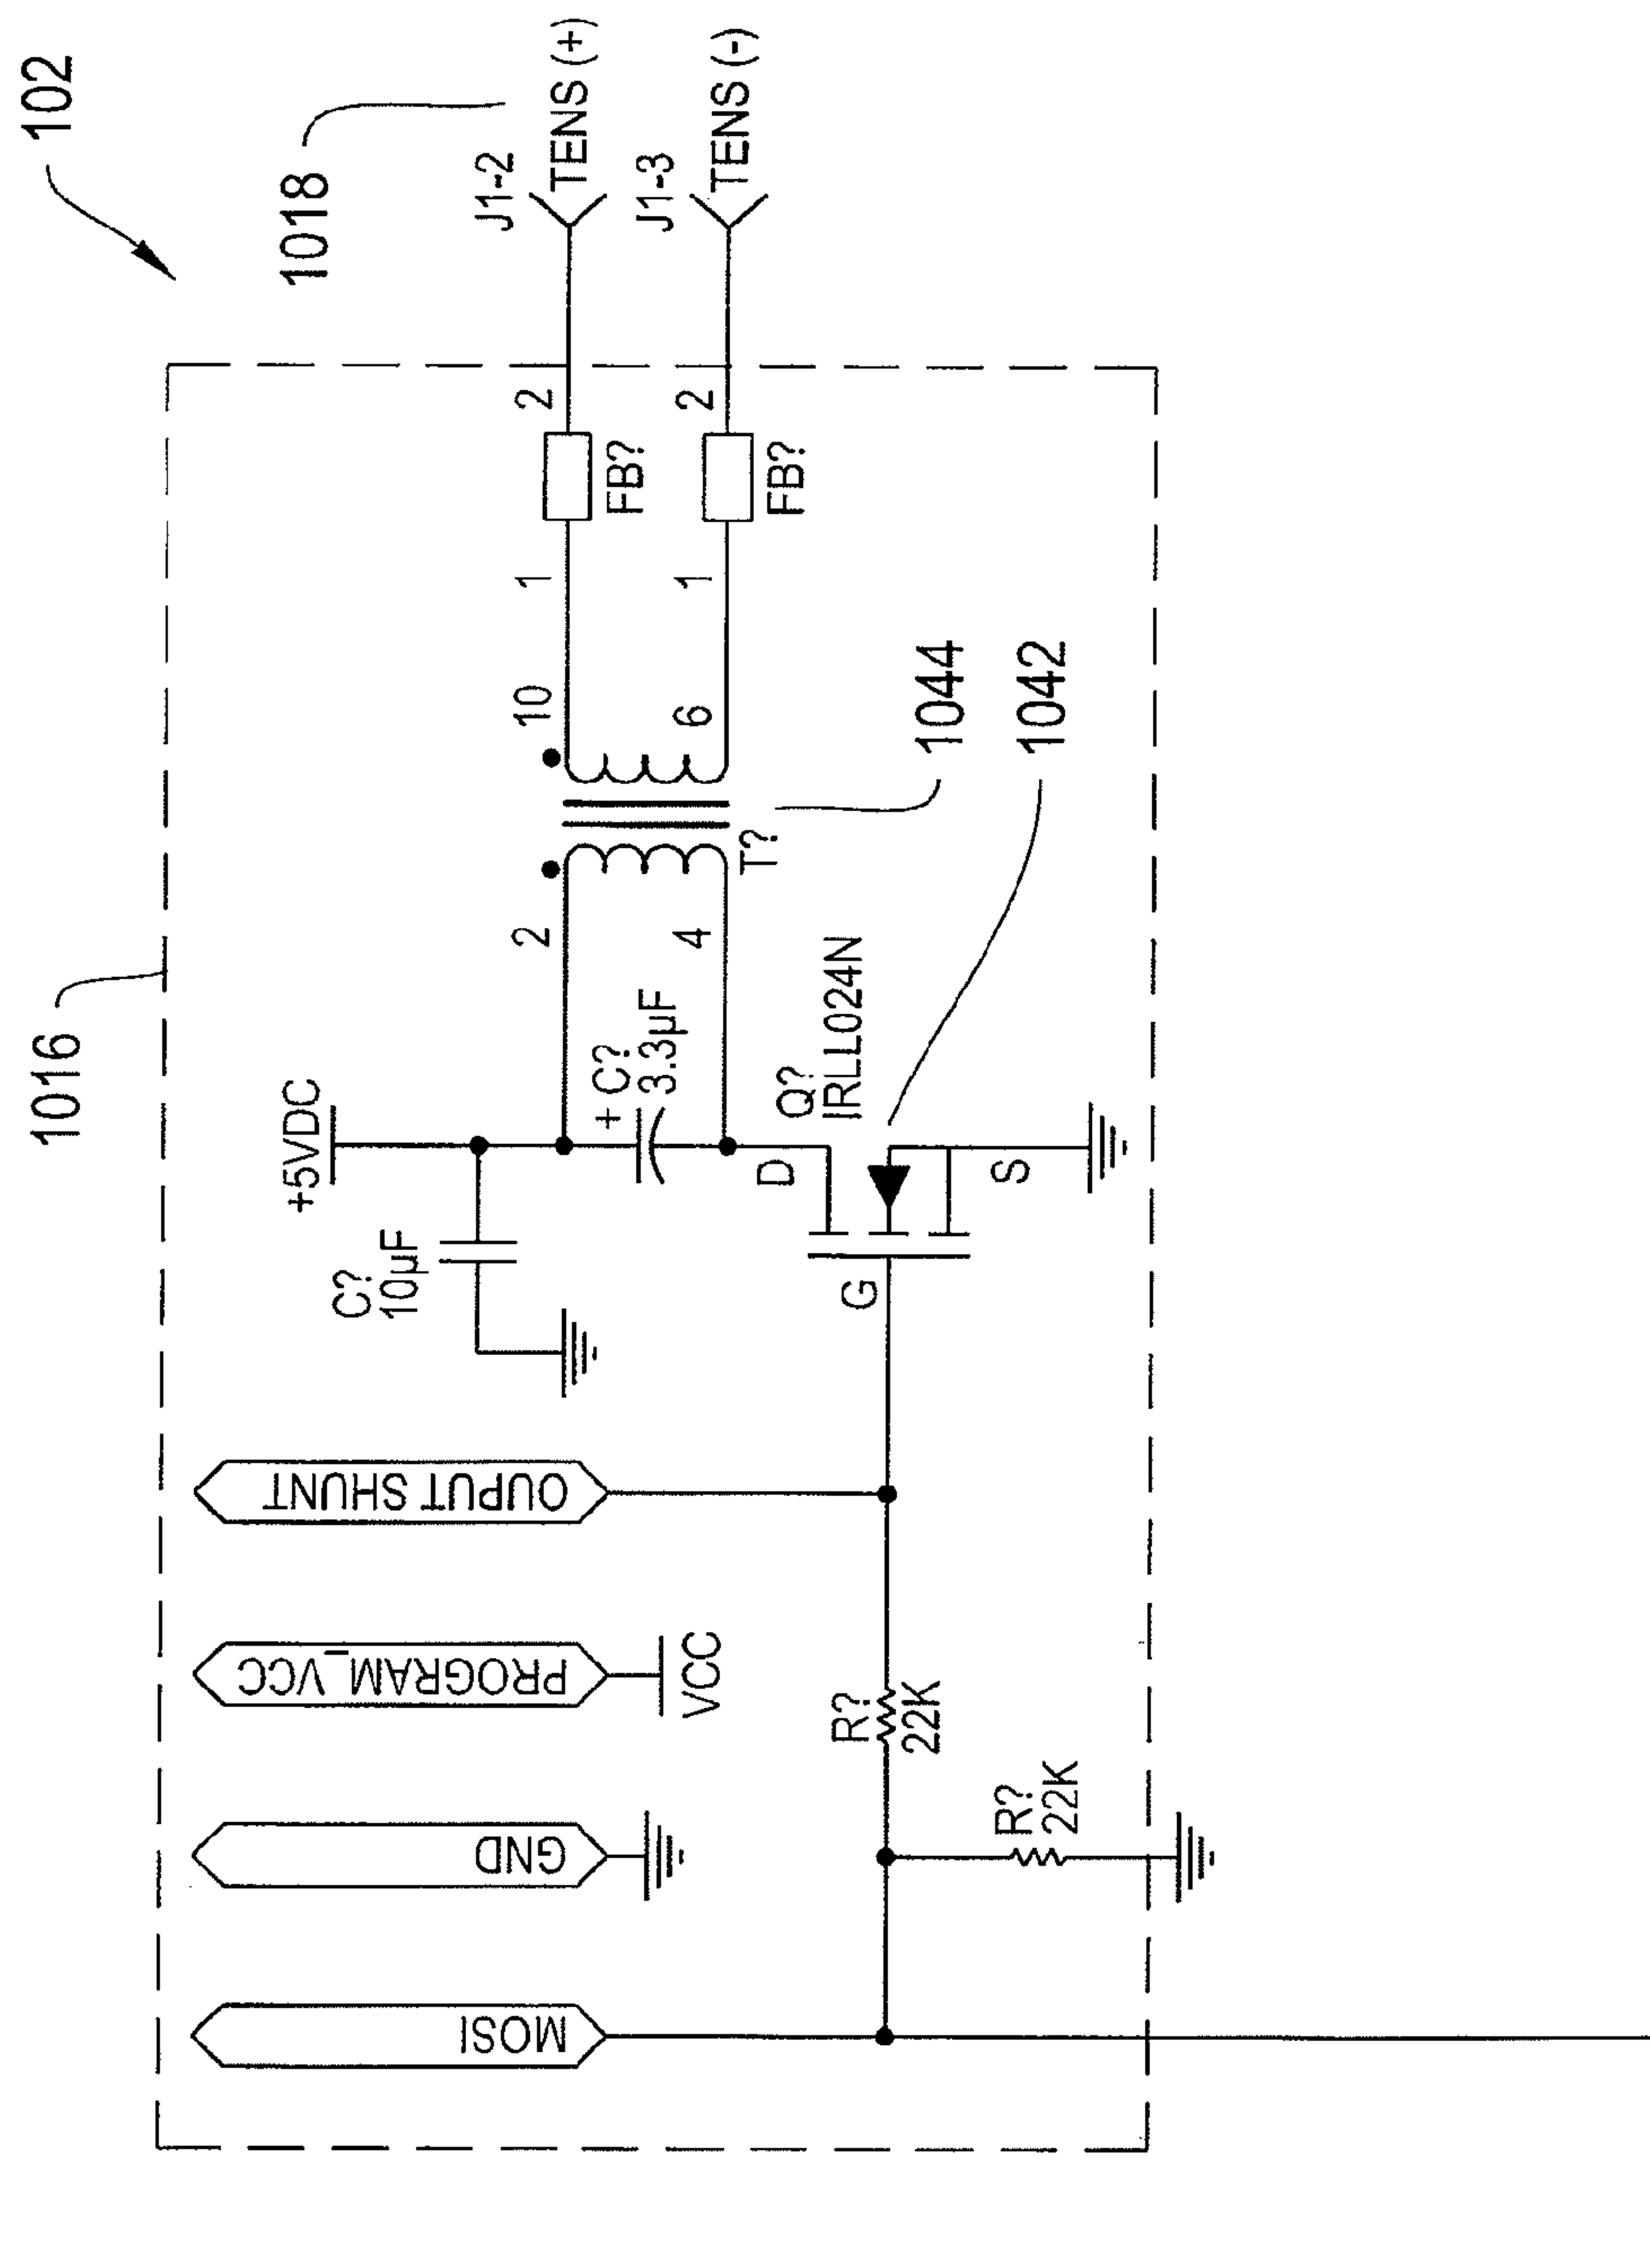 102
1016
1018
J1-2
TENS (+)
J1-3
TENS (-)
+5VDC
C?
10µF
+ C?
3.3µF
2
4
10
6
T?
1
2
FB?
1
2
FB?
1044
1042
Q?
IRLL024N
D
G
S
OUPUT SHUNT
PROGRAM_VCC
VCC
GND
MOSI
R?
22K
R?
22K